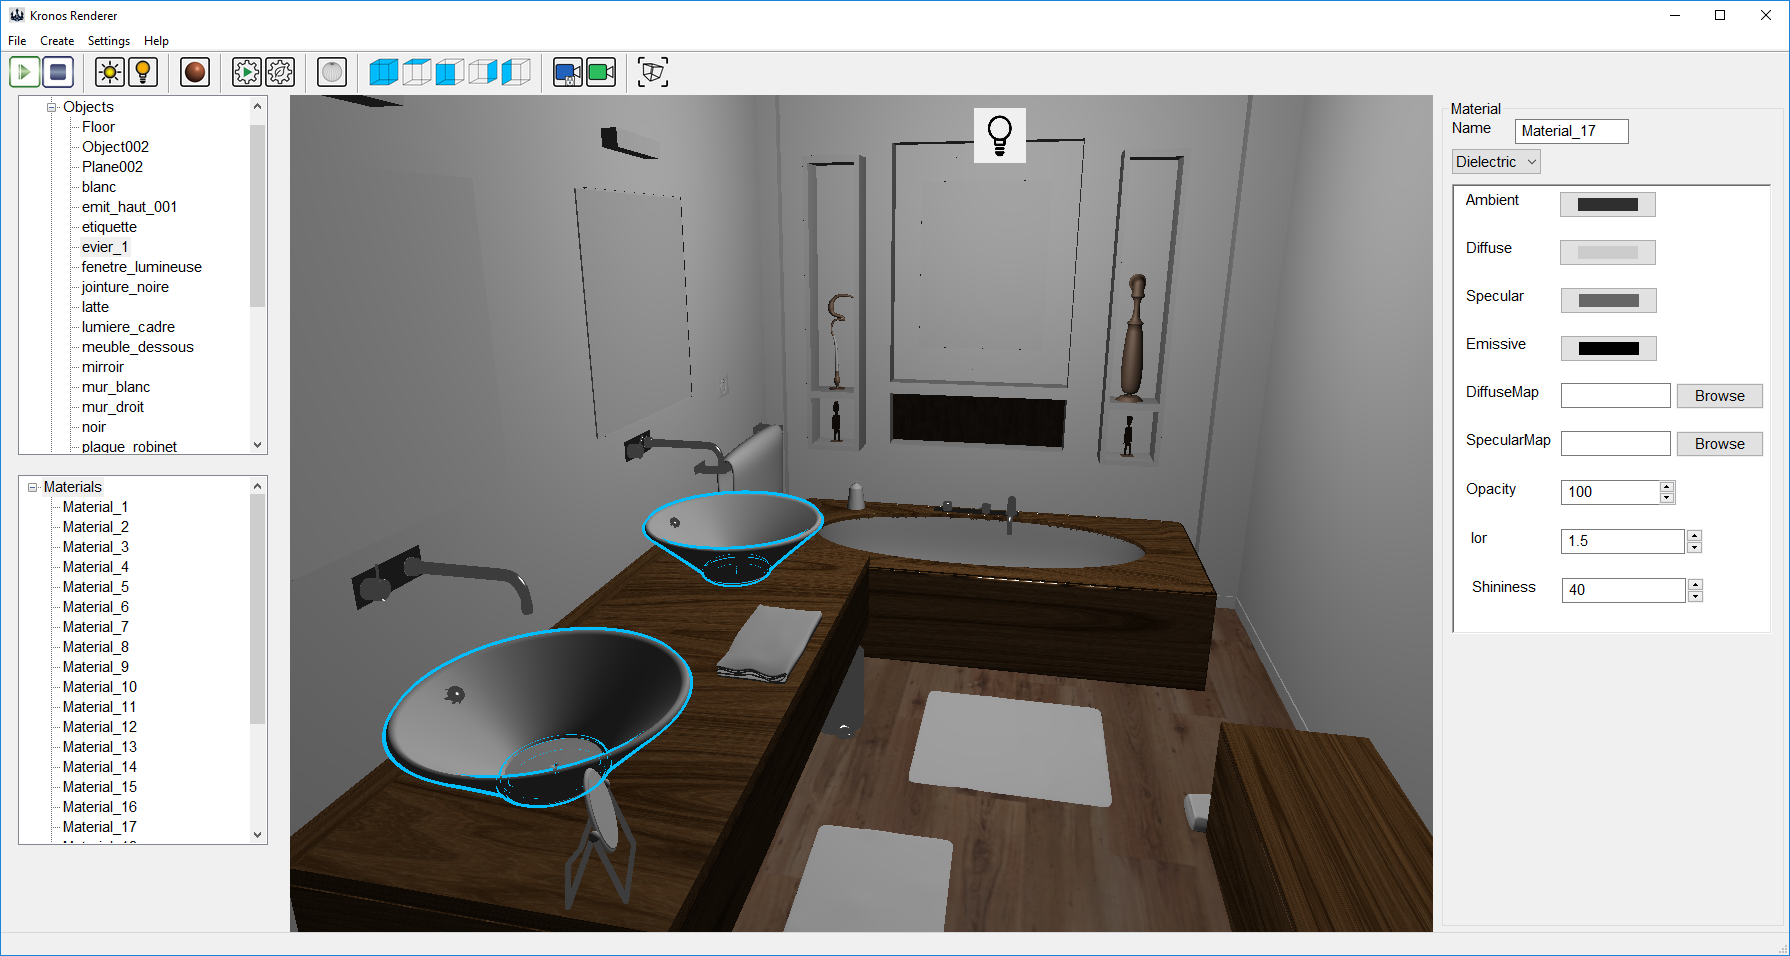 Kronos Renderer
File Create Settings Help
Objects
Floor
Object002
Plane002
blanc
emit_haut_001
etiquette
evier_1
fenetre_lumineuse
jointure_noire
latte
lumiere_cadre
meuble_dessous
mirroir
mur_blanc
mur_droit
noir
plaque_robinet
Materials
Material_1
Material_2
Material_3
Material_4
Material_5
Material_6
Material_7
Material_8
Material_9
Material_10
Material_11
Material_12
Material_13
Material_14
Material_15
Material_16
Material_17
Material
Name Material_17
Dielectric
Ambient
Diffuse
Specular
Emissive
DiffuseMap Browse
SpecularMap Browse
Opacity 100
Ior 1.5
Shininess 40